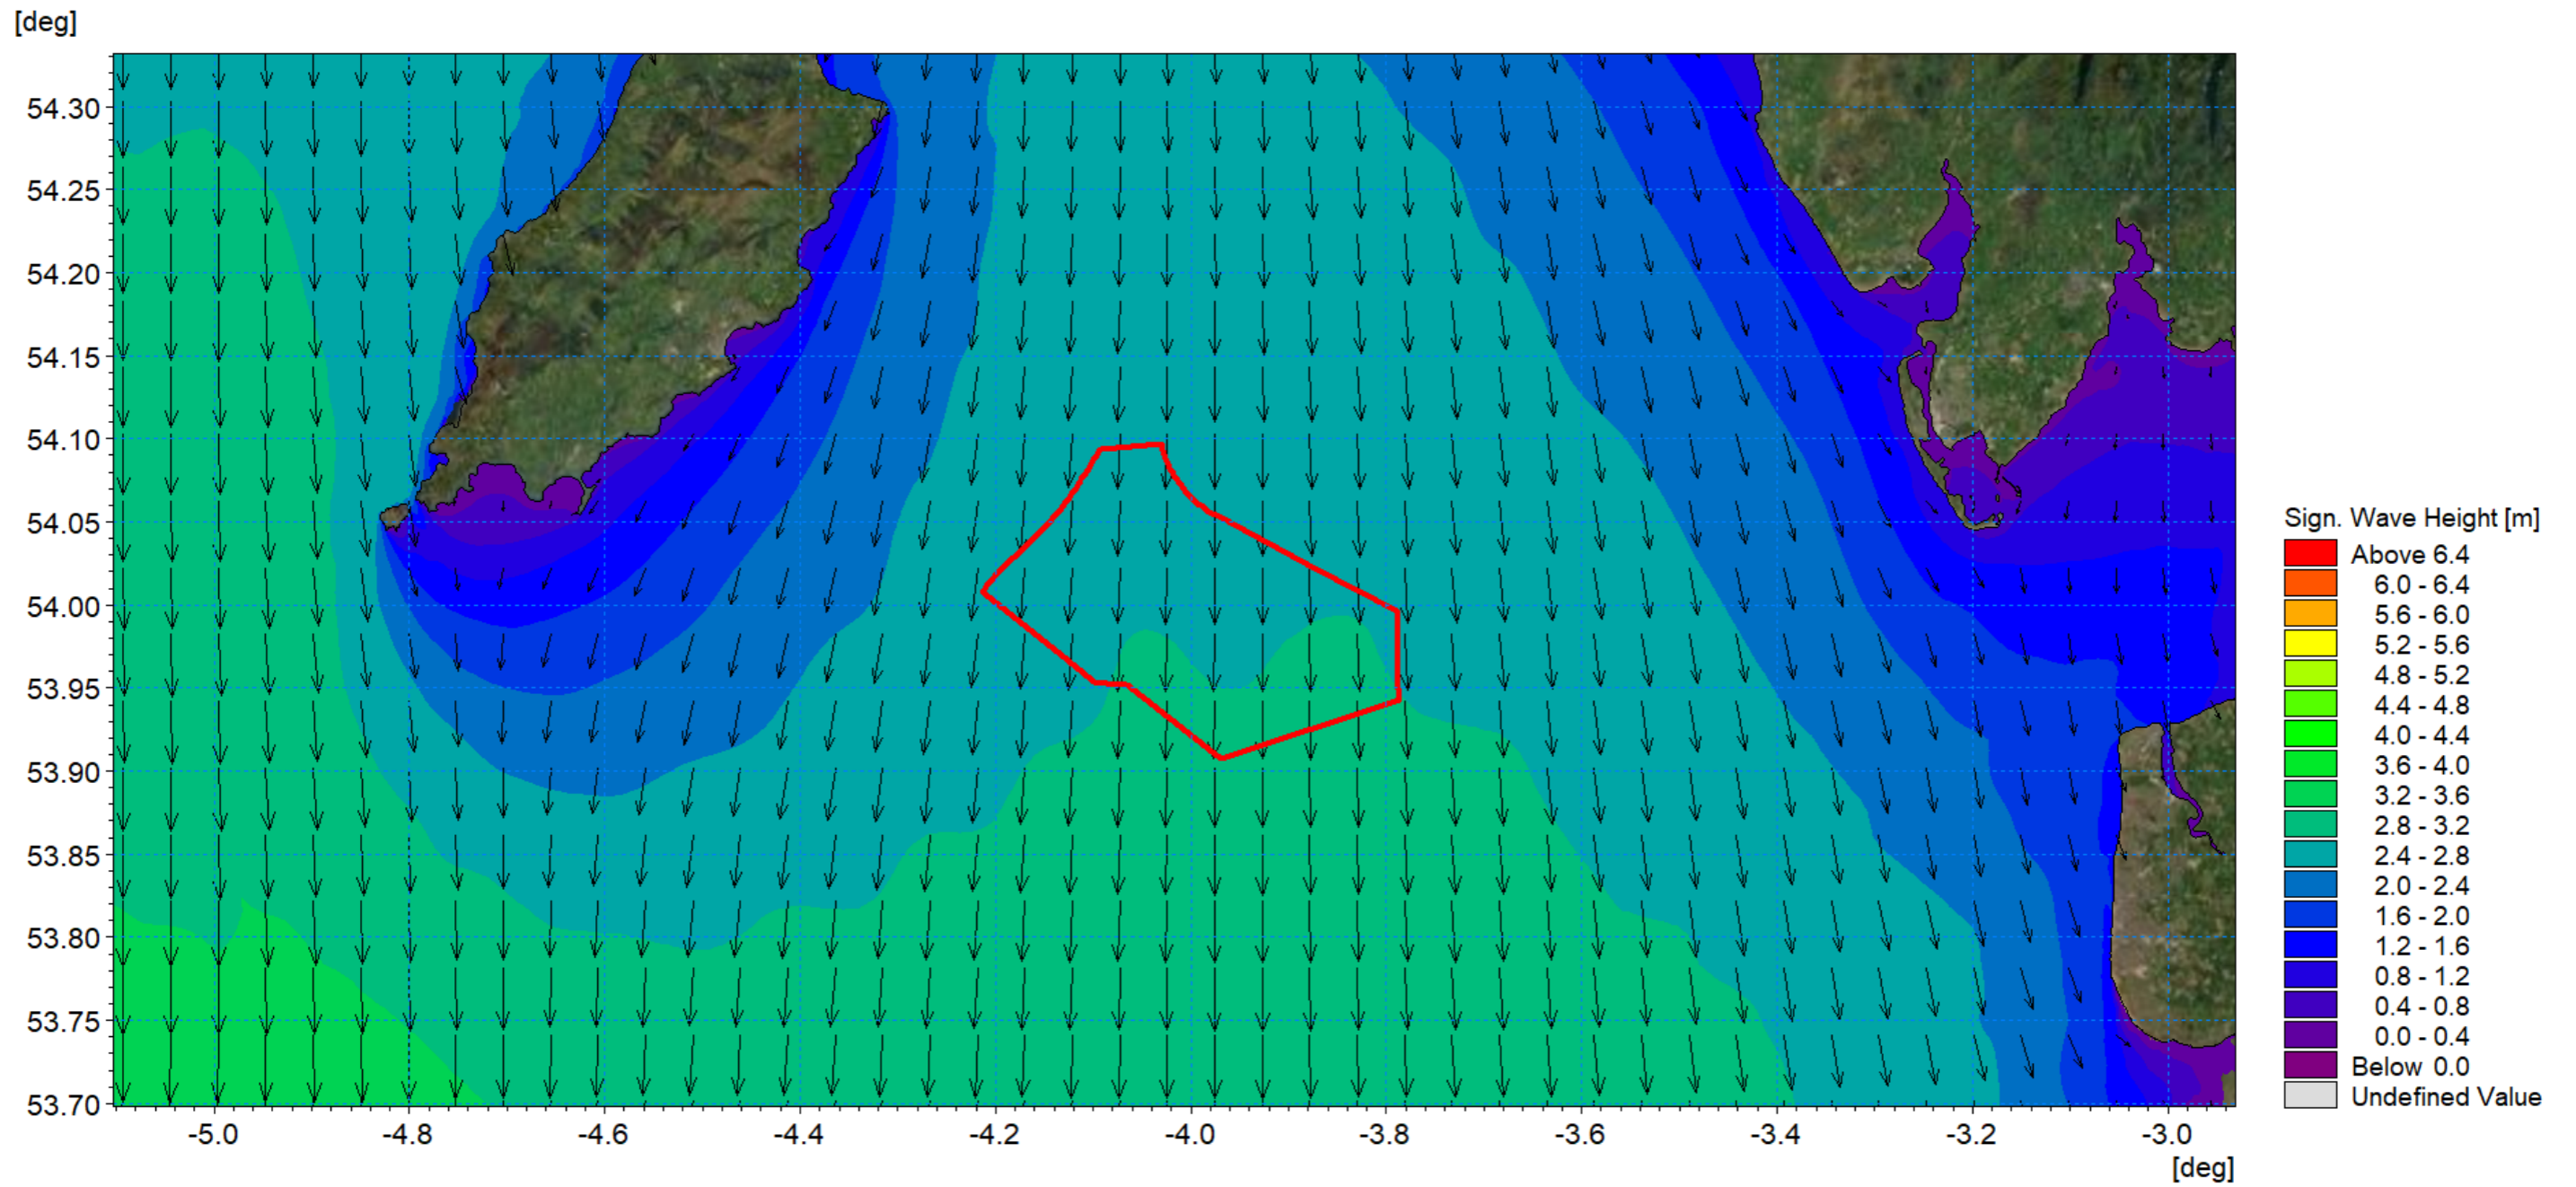 [deg]
54.30
54.25
54.20
54.15
54.10
54.05
54.00
53.95
53.90
53.85
53.80
53.75
53.70
-5.0 -4.8 -4.6 -4.4 -4.2 -4.0 -3.8 -3.6 -3.4 -3.2 -3.0
[deg]
Sign. Wave Height [m]
Above 6.4
6.0 - 6.4
5.6 - 6.0
5.2 - 5.6
4.8 - 5.2
4.4 - 4.8
4.0 - 4.4
3.6 - 4.0
3.2 - 3.6
2.8 - 3.2
2.4 - 2.8
2.0 - 2.4
1.6 - 2.0
1.2 - 1.6
0.8 - 1.2
0.4 - 0.8
0.0 - 0.4
Below 0.0
Undefined Value